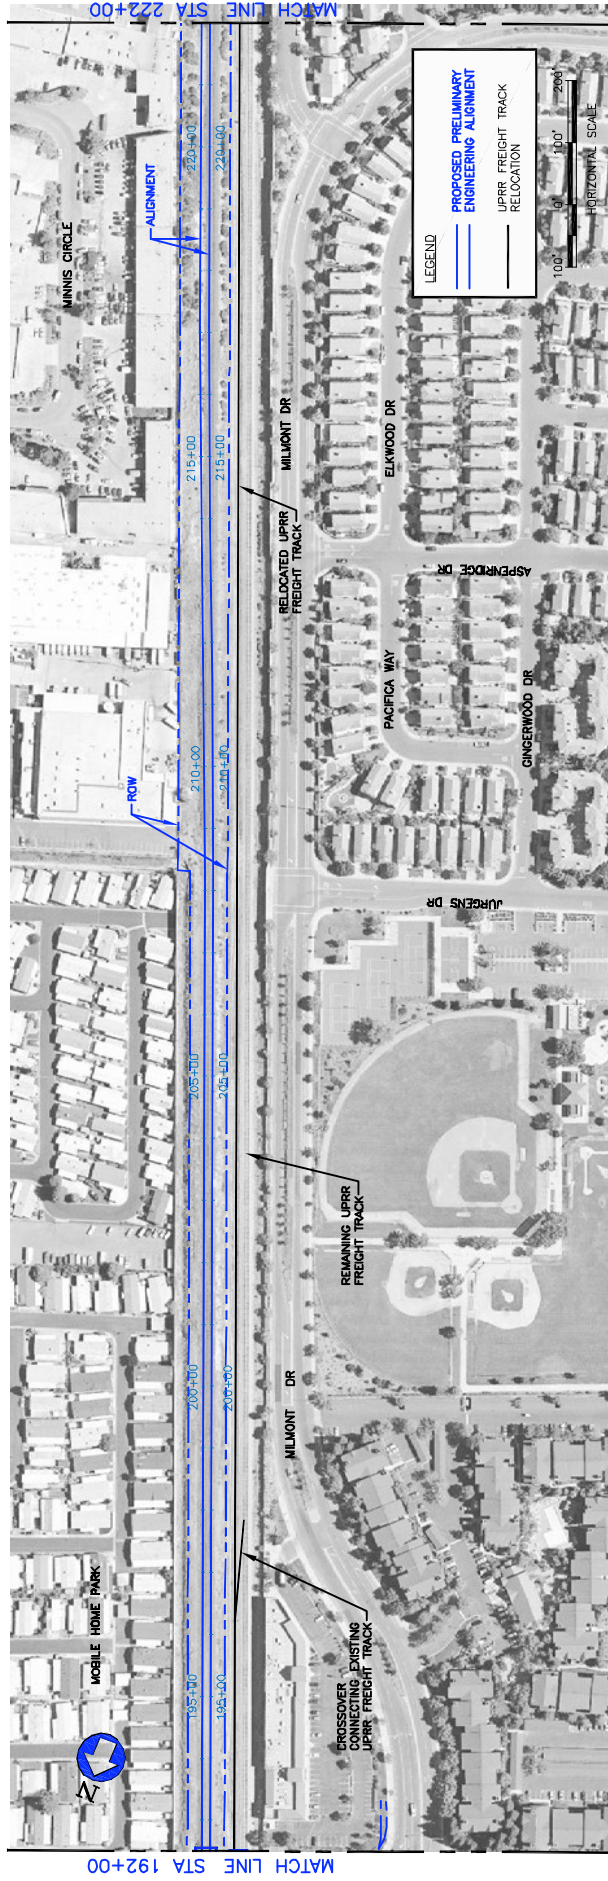 MATCH LINE STA 222+00
MINNIS CIRCLE
220+00
220+00
ALIGNMENT
LEGEND
PROPOSED PRELIMINARY
ENGINEERING ALIGNMENT
UPRR FREIGHT TRACK
RELOCATION
100'
0'
100'
200'
HORIZONTAL SCALE
215+00
215+00
MILMONT DR
ELKWOOD DR
RELOCATED UPRR
FREIGHT TRACK
ASPENRIDGE DR
PACIFICA WAY
GINGERWOOD DR
210+00
210+00
ROW
JURGENS DR
205+00
205+00
REMAINING UPRR
FREIGHT TRACK
200+00
200+00
MILMONT DR
MOBILE HOME PARK
195+00
195+00
CROSSOVER
CONNECTING EXISTING
UPRR FREIGHT TRACK
N
MATCH LINE STA 192+00